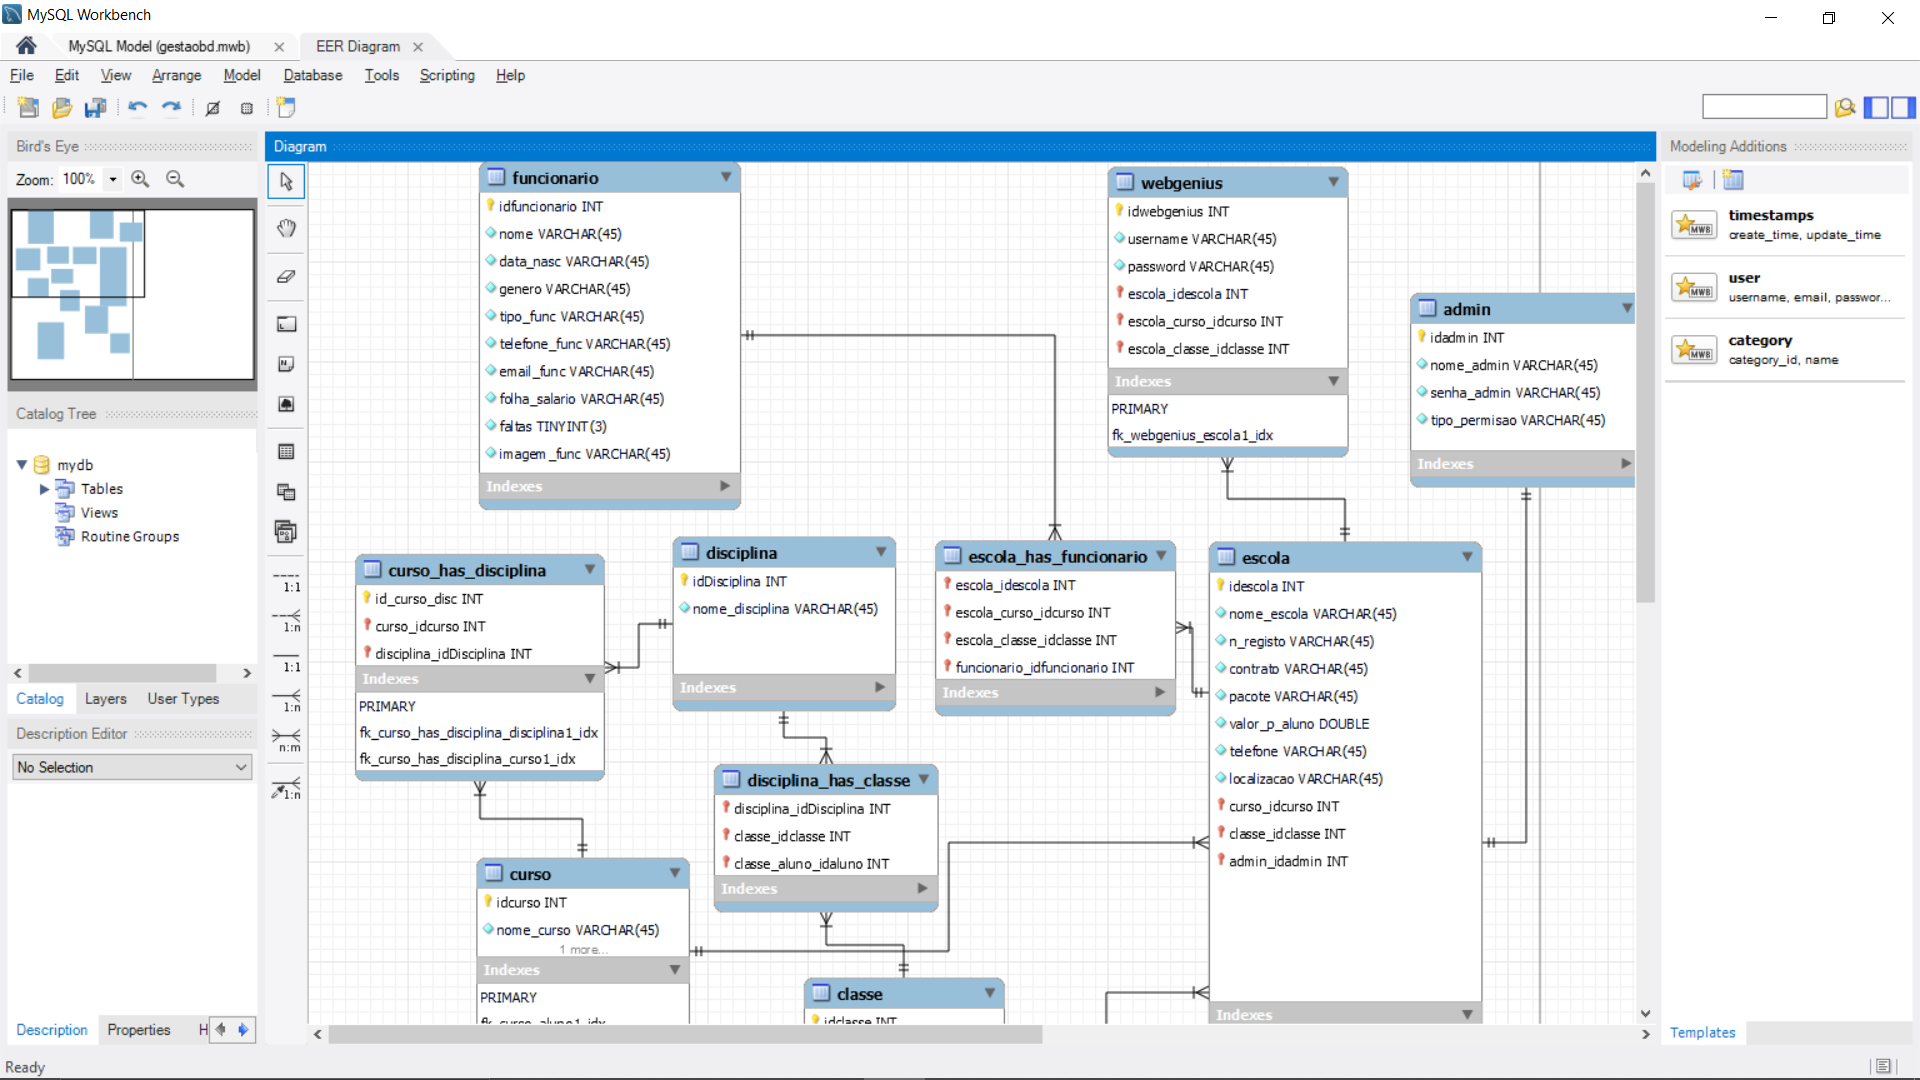 MySQL Workbench
MySQL Model (gestaobd.mwb)
EER Diagram
File Edit View Arrange Model Database Tools Scripting Help
Bird's Eye
Zoom: 100%
Catalog Tree
mydb
Tables
Views
Routine Groups
Catalog Layers User Types
Description Editor
No Selection
Description Properties H
Ready
Diagram
1:1
1:n
1:1
1:n
n:m
1:n
funcionario
idfuncionario INT
nome VARCHAR(45)
data_nasc VARCHAR(45)
genero VARCHAR(45)
tipo_func VARCHAR(45)
telefone_func VARCHAR(45)
email_func VARCHAR(45)
folha_salario VARCHAR(45)
faltas TINYINT(3)
imagem_func VARCHAR(45)
Indexes
webgenius
idwebgenius INT
username VARCHAR(45)
password VARCHAR(45)
escola_idescola INT
escola_curso_idcurso INT
escola_classe_idclasse INT
Indexes
PRIMARY
fk_webgenius_escola1_idx
admin
idadmin INT
nome_admin VARCHAR(45)
senha_admin VARCHAR(45)
tipo_permisao VARCHAR(45)
Indexes
curso_has_disciplina
id_curso_disc INT
curso_idcurso INT
disciplina_idDisciplina INT
Indexes
PRIMARY
fk_curso_has_disciplina_disciplina1_idx
fk_curso_has_disciplina_curso1_idx
disciplina
idDisciplina INT
nome_disciplina VARCHAR(45)
Indexes
escola_has_funcionario
escola_idescola INT
escola_curso_idcurso INT
escola_classe_idclasse INT
funcionario_idfuncionario INT
Indexes
escola
idescola INT
nome_escola VARCHAR(45)
n_registo VARCHAR(45)
contrato VARCHAR(45)
pacote VARCHAR(45)
valor_p_aluno DOUBLE
telefone VARCHAR(45)
localizacao VARCHAR(45)
curso_idcurso INT
classe_idclasse INT
admin_idadmin INT
Indexes
disciplina_has_classe
disciplina_idDisciplina INT
classe_idclasse INT
classe_aluno_idaluno INT
Indexes
curso
idcurso INT
nome_curso VARCHAR(45)
1 more...
Indexes
PRIMARY
fk_curso_aluno1_idx
classe
idclasse INT
Modeling Additions
timestamps
create_time, update_time
user
username, email, passwor...
category
category_id, name
MWB
MWB
MWB
Templates